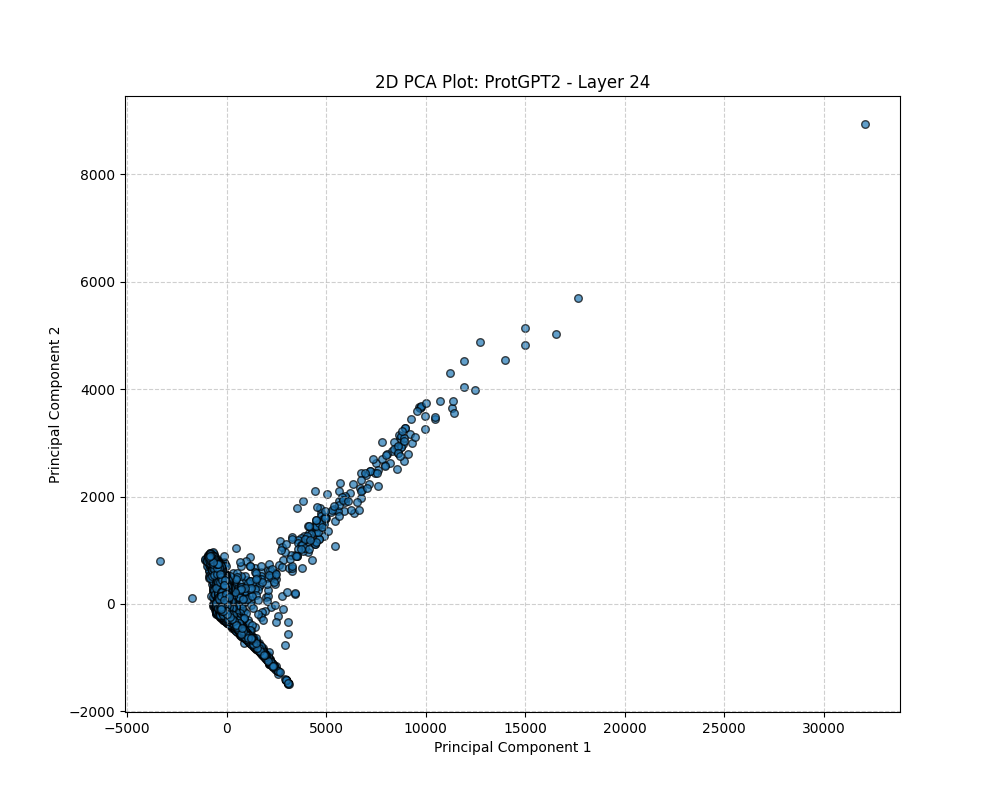 2D PCA Plot: ProtGPT2 - Layer 24
Principal Component 2
8000
6000
4000
2000
0
−2000
−5000 0 5000 10000 15000 20000 25000 30000
Principal Component 1